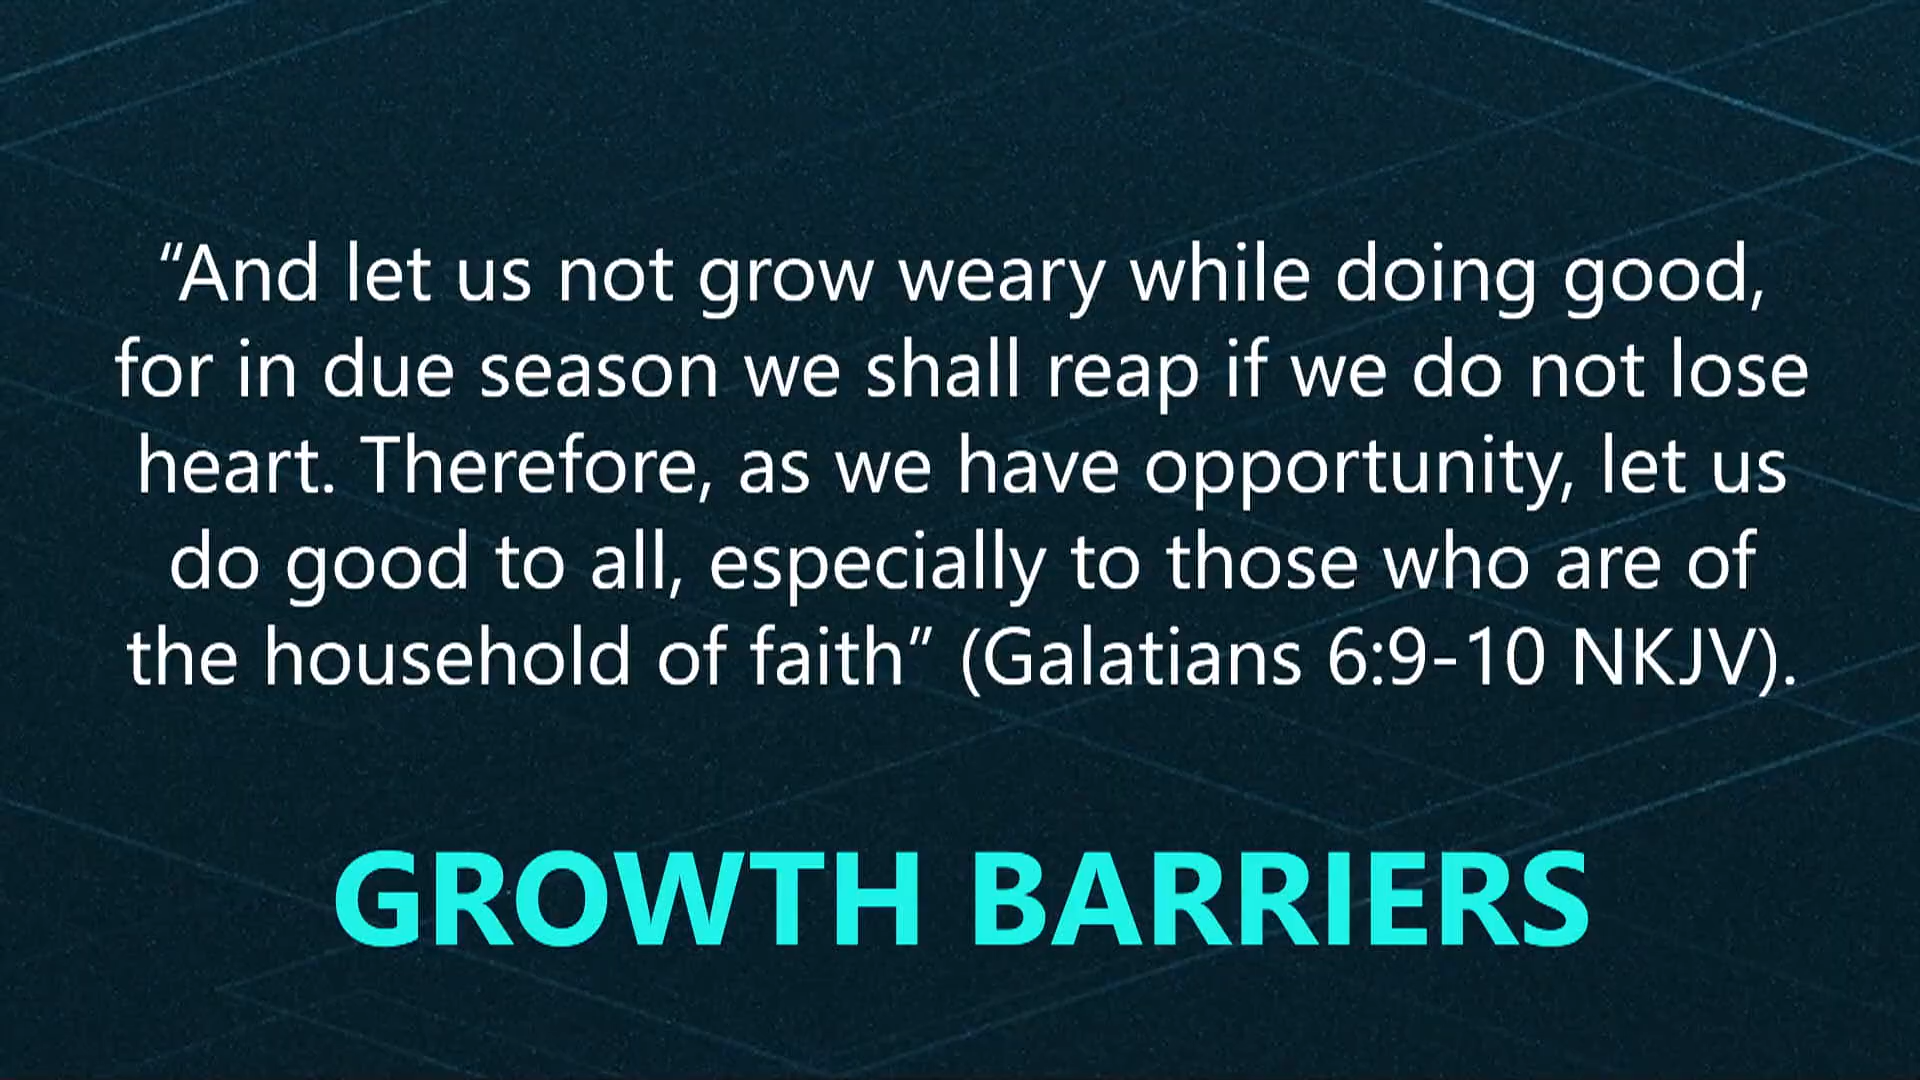 “And let us not grow weary while doing good,
for in due season we shall reap if we do not lose
heart. Therefore, as we have opportunity, let us
do good to all, especially to those who are of
the household of faith” (Galatians 6:9-10 NKJV).
GROWTH BARRIERS